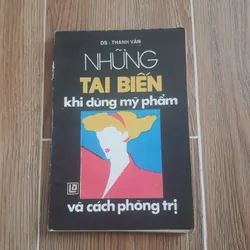 DS - THANH VÂN
NHỮNG
TAI BIẾN
khi dùng mỹ phẩm
và cách phòng trị